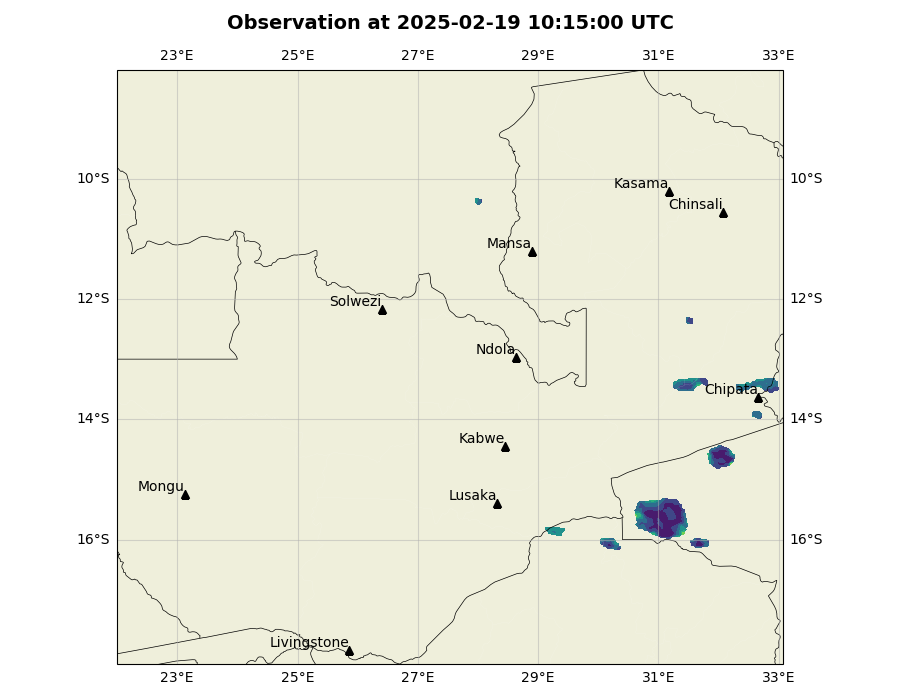 Observation at 2025-02-19 10:15:00 UTC
23°E 25°E 27°E 29°E 31°E 33°E
10°S 10°S
Kasama
Chinsali
Mansa
12°S 12°S
Solwezi
Ndola
Chipata
14°S 14°S
Kabwe
Mongu
Lusaka
16°S 16°S
Livingstone
23°E 25°E 27°E 29°E 31°E 33°E